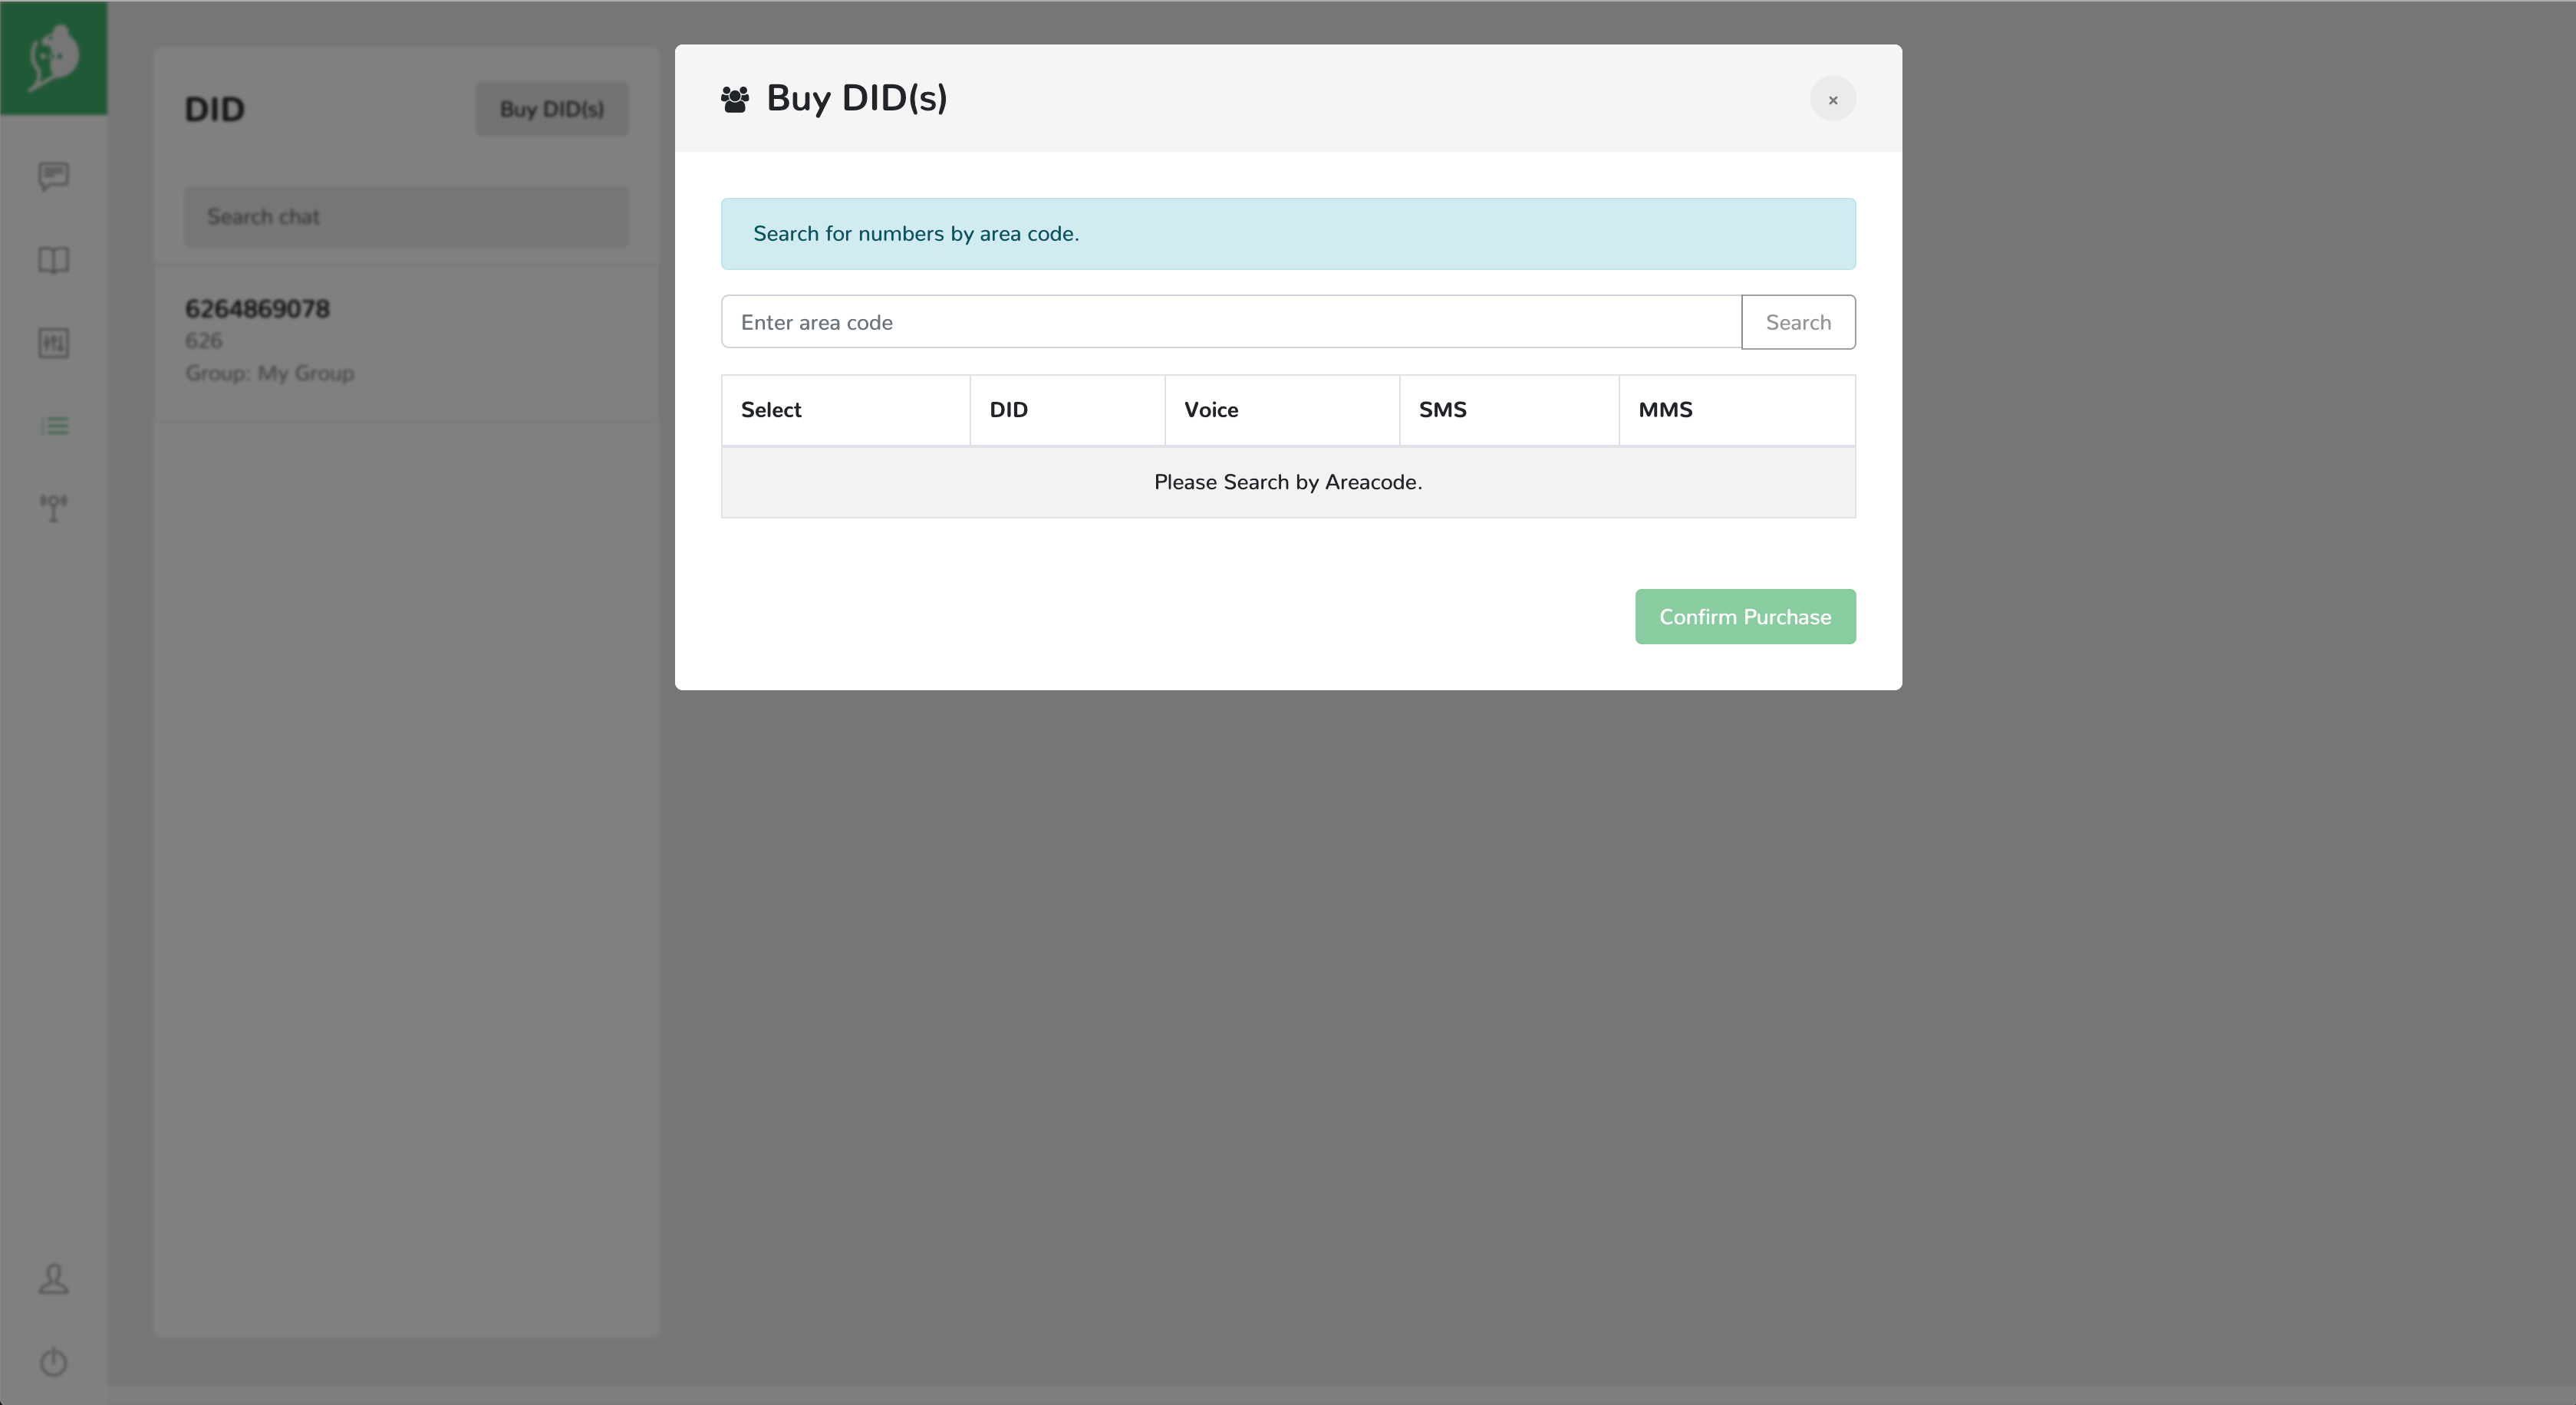 DID
Buy DID(s)
Search chat
6264869078
626
Group: My Group
Buy DID(s)
×
Search for numbers by area code.
Enter area code
Search
Select DID Voice SMS MMS
Please Search by Areacode.
Confirm Purchase